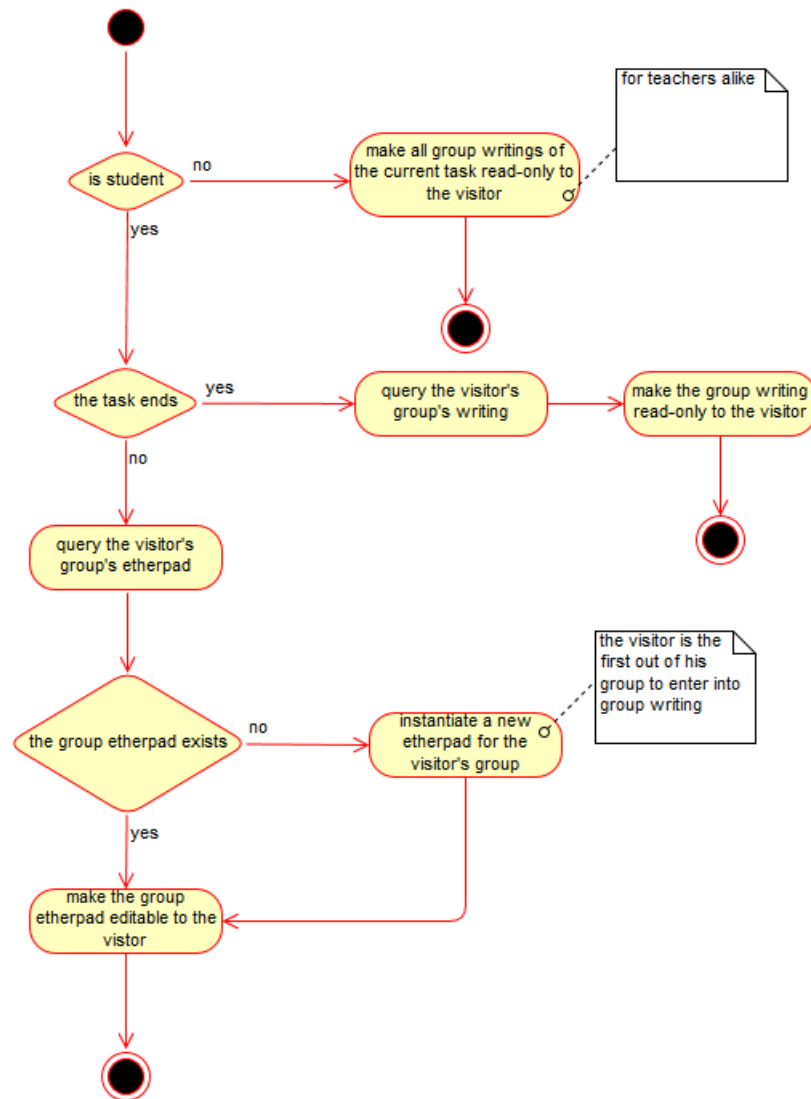 for teachers alike
is student
no
make all group writings of
the current task read-only to
the visitor
yes
the task ends
yes
query the visitor's
group's writing
make the group writing
read-only to the visitor
no
query the visitor's
group's etherpad
the visitor is the
first out of his
group to enter into
group writing
the group etherpad exists
no
instantiate a new
etherpad for the
visitor's group
yes
make the group
etherpad editable to the
vistor